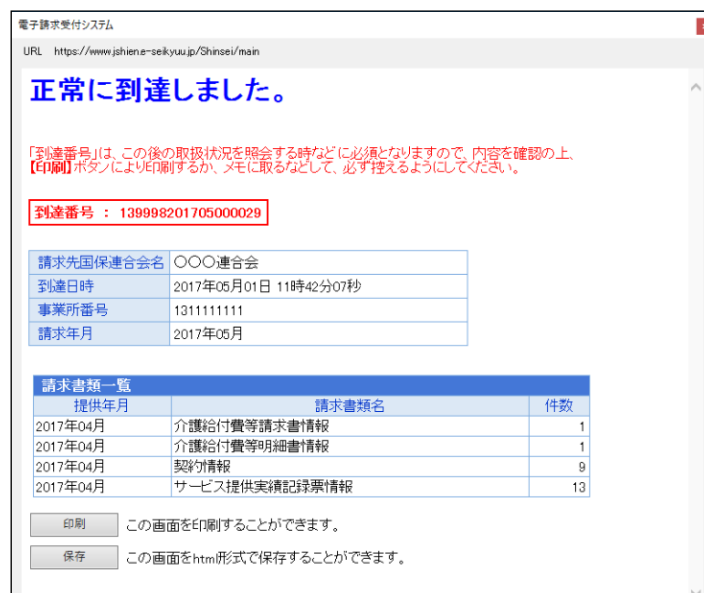 電子請求受付システム
URL https://www.jshien.e-seikyuu.jp/Shinsei/main
正常に到達しました。
「到達番号」は、この後の取扱状況を照会する時などに必須となりますので、内容を確認の上、
【印刷】ボタンにより印刷するか、メモに取るなどして、必ず控えるようにしてください。
到達番号 ： 139998201705000029
請求先国保連合会名 〇〇〇連合会
到達日時 2017年05月01日 11時42分07秒
事業所番号 1311111111
請求年月 2017年05月
請求書類一覧
提供年月 請求書類名 件数
2017年04月 介護給付費等請求書情報 1
2017年04月 介護給付費等明細書情報 1
2017年04月 契約情報 9
2017年04月 サービス提供実績記録票情報 13
印刷 この画面を印刷することができます。
保存 この画面をhtml形式で保存することができます。